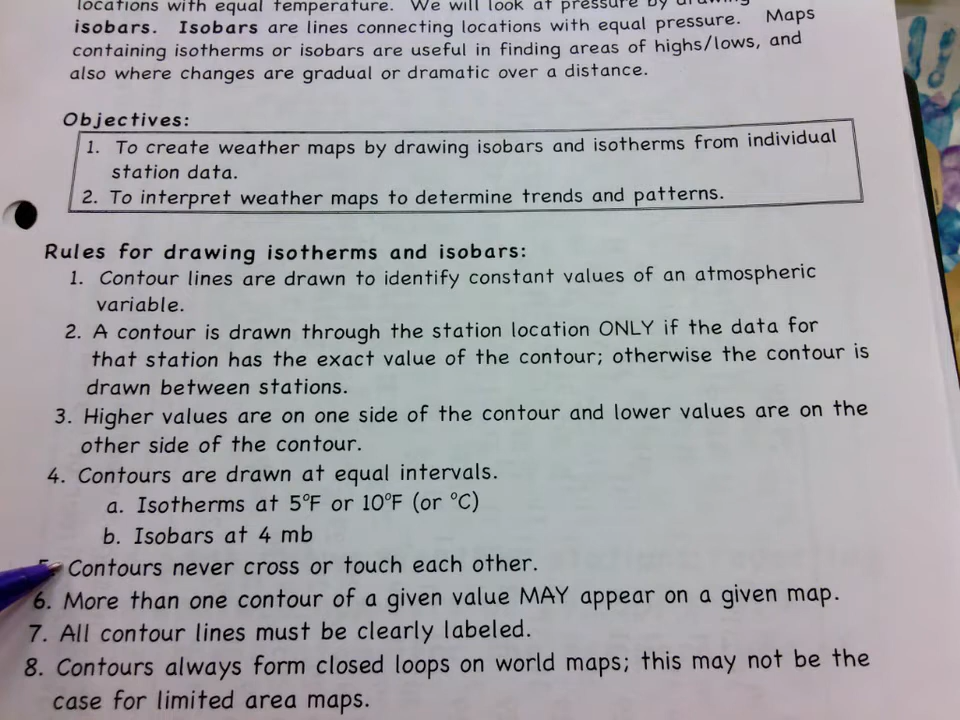 locations with equal temperature. We will look at pressure by drawing
isobars. Isobars are lines connecting locations with equal pressure. Maps
containing isotherms or isobars are useful in finding areas of highs/lows, and
also where changes are gradual or dramatic over a distance.
Objectives:
1. To create weather maps by drawing isobars and isotherms from individual
station data.
2. To interpret weather maps to determine trends and patterns.
Rules for drawing isotherms and isobars:
1. Contour lines are drawn to identify constant values of an atmospheric
variable.
2. A contour is drawn through the station location ONLY if the data for
that station has the exact value of the contour; otherwise the contour is
drawn between stations.
3. Higher values are on one side of the contour and lower values are on the
other side of the contour.
4. Contours are drawn at equal intervals.
a. Isotherms at 5°F or 10°F (or °C)
b. Isobars at 4 mb
5. Contours never cross or touch each other.
6. More than one contour of a given value MAY appear on a given map.
7. All contour lines must be clearly labeled.
8. Contours always form closed loops on world maps; this may not be the
case for limited area maps.